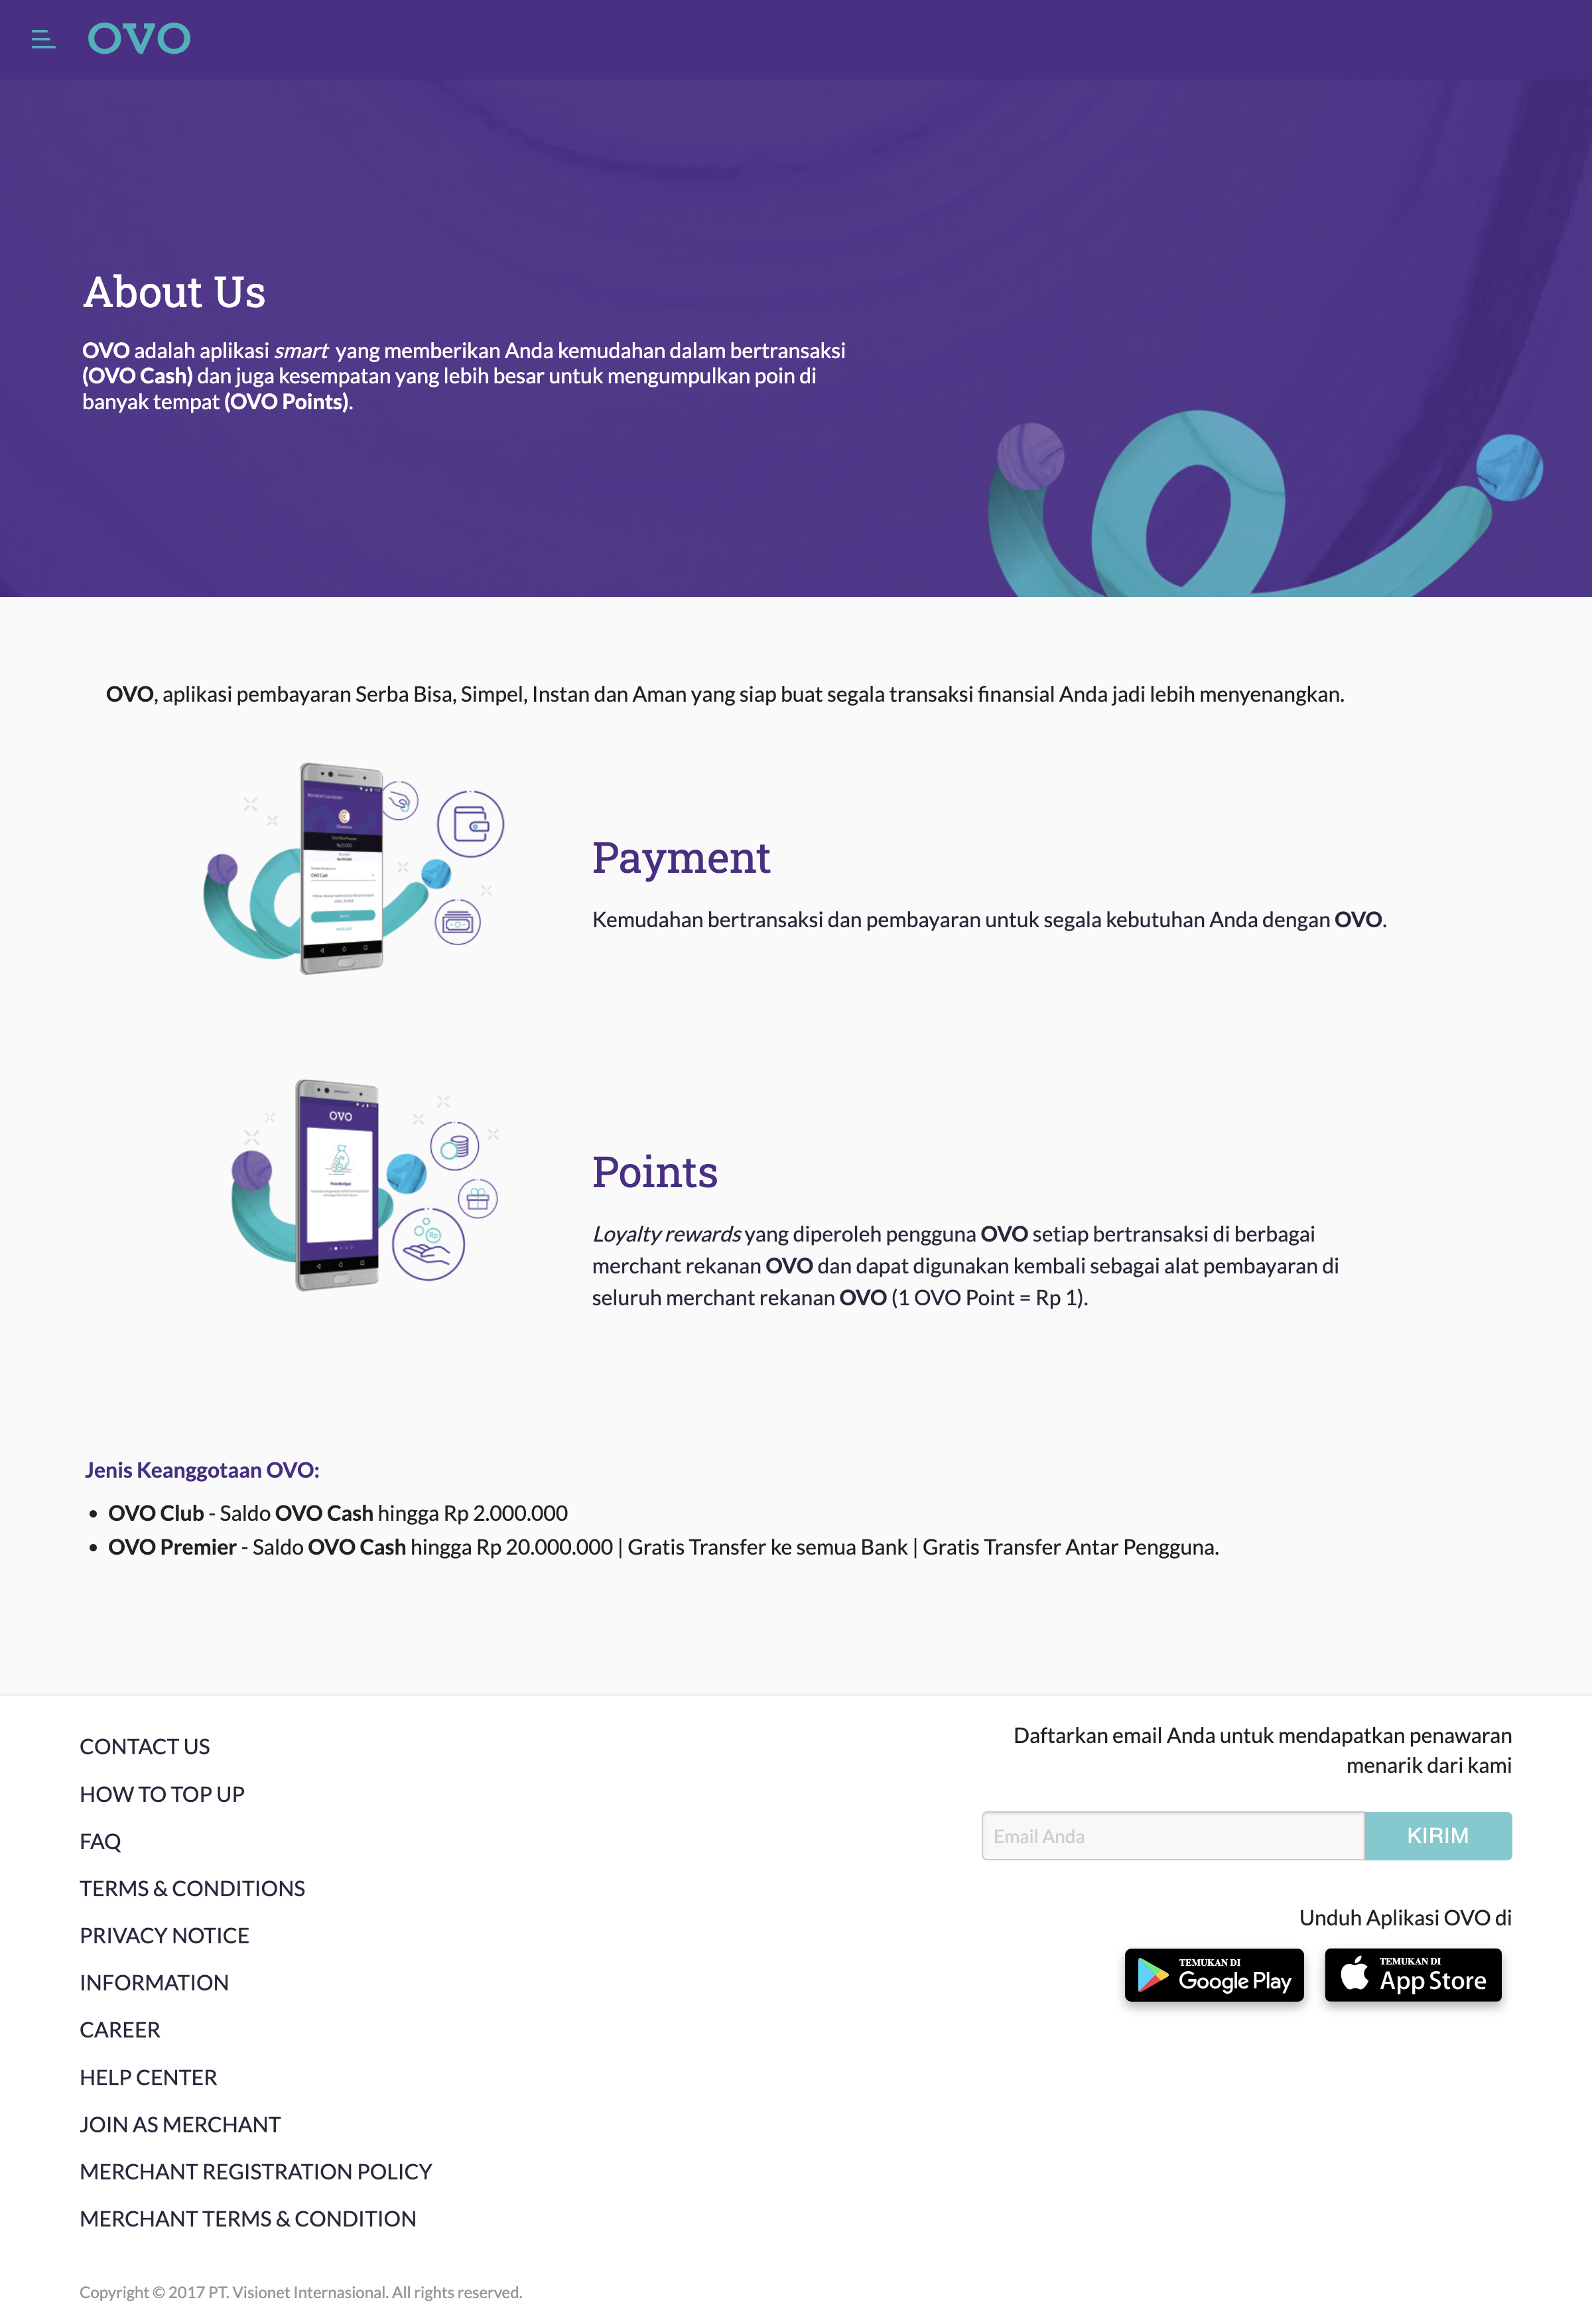 OVO
About Us
OVO adalah aplikasi smart yang memberikan Anda kemudahan dalam bertransaksi
(OVO Cash) dan juga kesempatan yang lebih besar untuk mengumpulkan poin di
banyak tempat (OVO Points).
OVO, aplikasi pembayaran Serba Bisa, Simpel, Instan dan Aman yang siap buat segala transaksi finansial Anda jadi lebih menyenangkan.
OVO Cash
Payment
Kemudahan bertransaksi dan pembayaran untuk segala kebutuhan Anda dengan OVO.
OVO
Rp
Points
Loyalty rewards yang diperoleh pengguna OVO setiap bertransaksi di berbagai
merchant rekanan OVO dan dapat digunakan kembali sebagai alat pembayaran di
seluruh merchant rekanan OVO (1 OVO Point = Rp 1).
Jenis Keanggotaan OVO:
• OVO Club - Saldo OVO Cash hingga Rp 2.000.000
• OVO Premier - Saldo OVO Cash hingga Rp 20.000.000 | Gratis Transfer ke semua Bank | Gratis Transfer Antar Pengguna.
CONTACT US
HOW TO TOP UP
FAQ
TERMS & CONDITIONS
PRIVACY NOTICE
INFORMATION
CAREER
HELP CENTER
JOIN AS MERCHANT
MERCHANT REGISTRATION POLICY
MERCHANT TERMS & CONDITION
Daftarkan email Anda untuk mendapatkan penawaran
menarik dari kami
Email Anda
KIRIM
Unduh Aplikasi OVO di
TEMUKAN DI
Google Play
TEMUKAN DI
App Store
Copyright © 2017 PT. Visionet Internasional. All rights reserved.